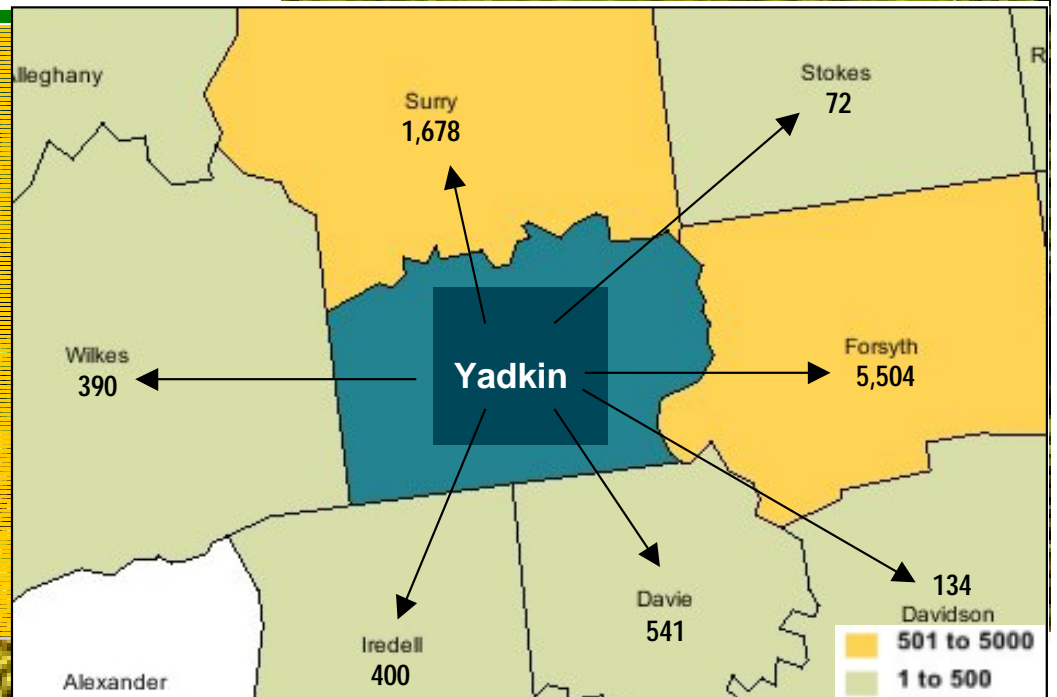 Alleghany
Surry
1,678
Stokes
72
R
Wilkes
390
Yadkin
Forsyth
5,504
Iredell
400
Davie
541
134
Davidson
Alexander
501 to 5000
1 to 500